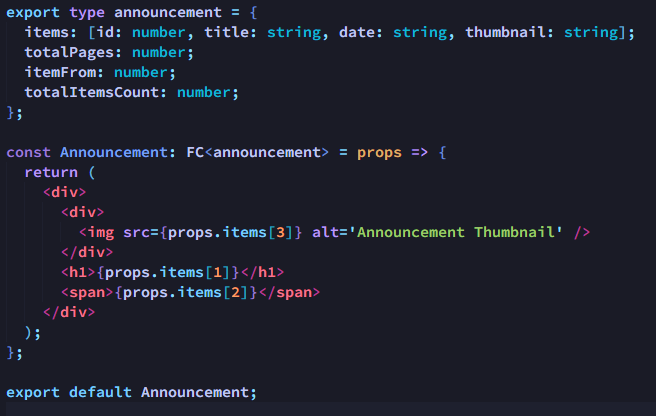 export type announcement = {
  items: [id: number, title: string, date: string, thumbnail: string];
  totalPages: number;
  itemFrom: number;
  totalItemsCount: number;
};

const Announcement: FC<announcement> = props => {
  return (
    <div>
      <div>
        <img src={props.items[3]} alt='Announcement Thumbnail' />
      </div>
      <h1>{props.items[1]}</h1>
      <span>{props.items[2]}</span>
    </div>
  );
};

export default Announcement;